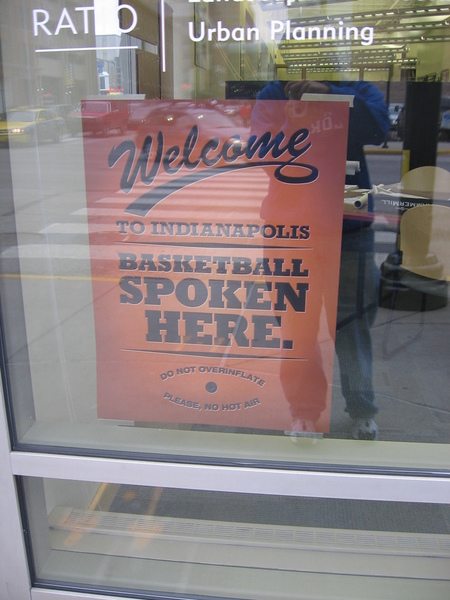 RATIO
Urban Planning
Welcome
TO INDIANAPOLIS
BASKETBALL
SPOKEN
HERE.
DO NOT OVERINFLATE
PLEASE, NO HOT AIR